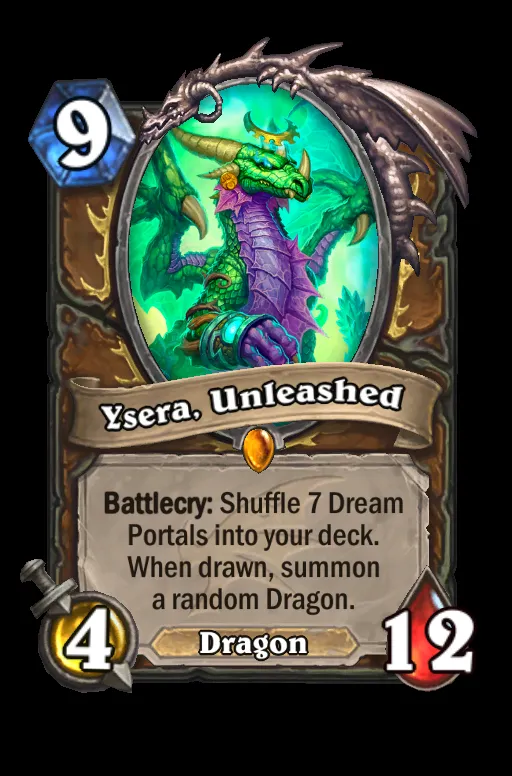 9
Ysera, Unleashed
Battlecry: Shuffle 7 Dream
Portals into your deck.
When drawn, summon
a random Dragon.
4
Dragon
12